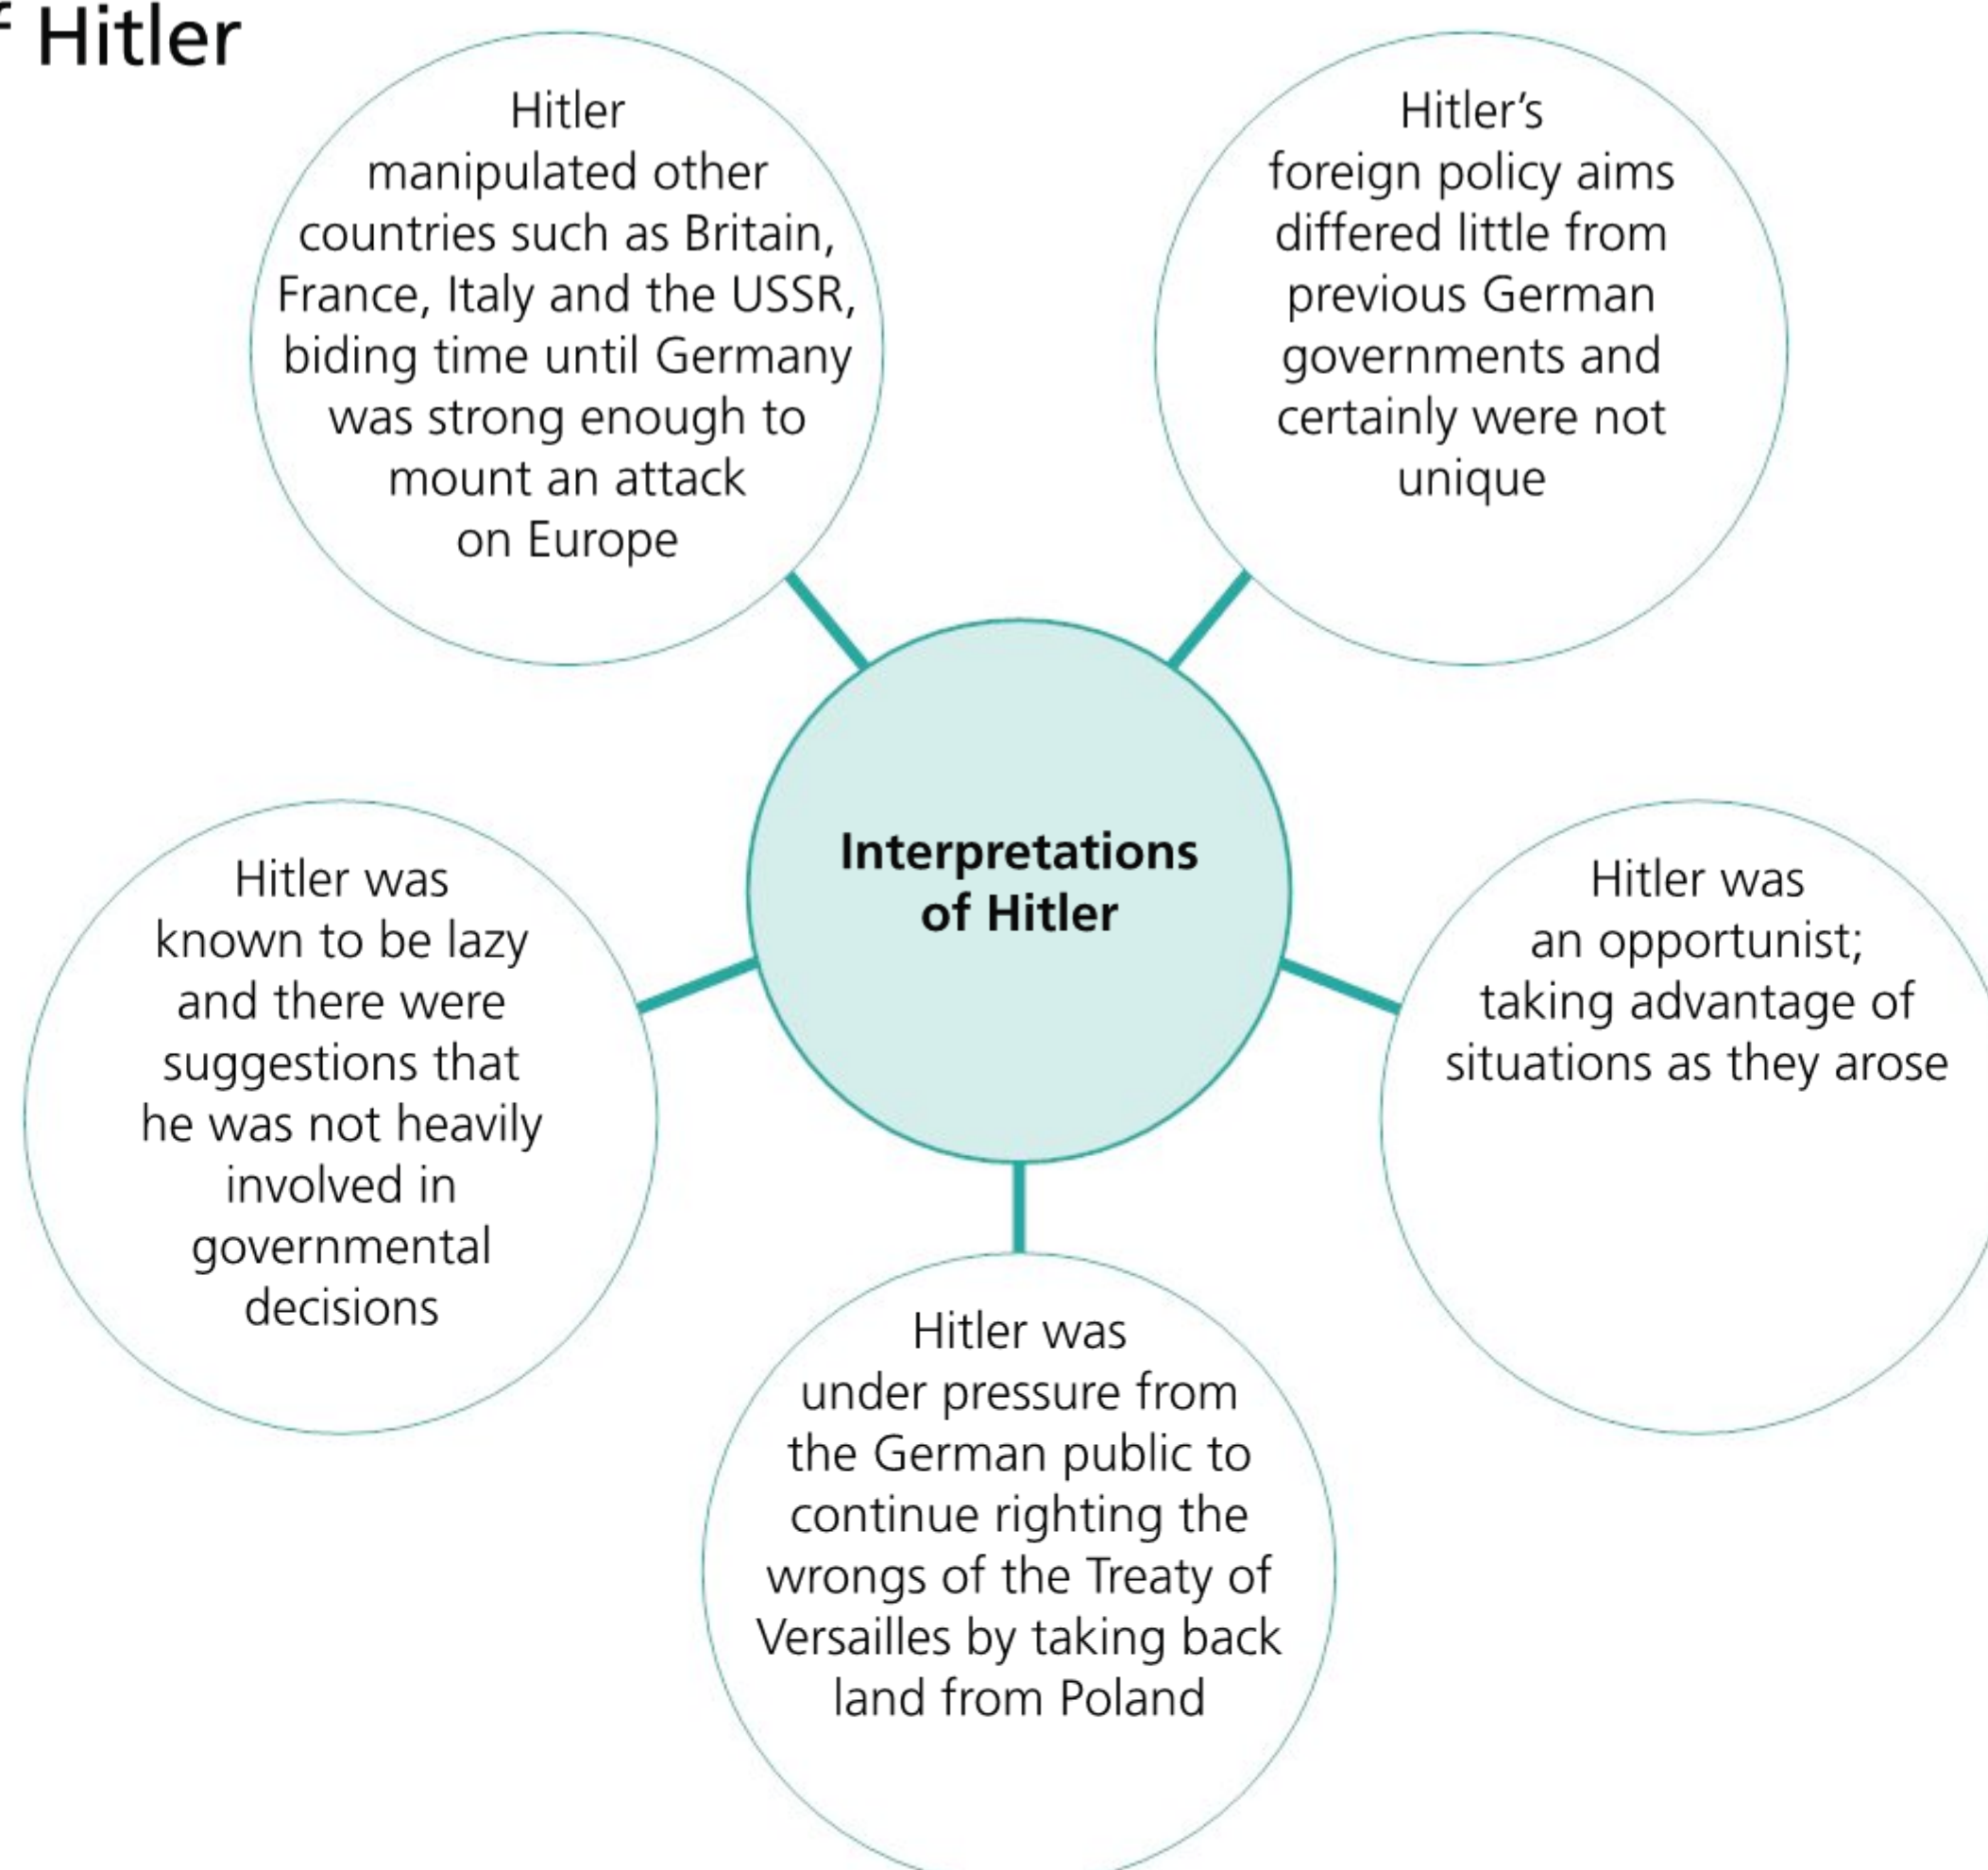 f Hitler
Hitler
manipulated other
countries such as Britain,
France, Italy and the USSR,
biding time until Germany
was strong enough to
mount an attack
on Europe
Hitler’s
foreign policy aims
differed little from
previous German
governments and
certainly were not
unique
Interpretations
of Hitler
Hitler was
known to be lazy
and there were
suggestions that
he was not heavily
involved in
governmental
decisions
Hitler was
an opportunist;
taking advantage of
situations as they arose
Hitler was
under pressure from
the German public to
continue righting the
wrongs of the Treaty of
Versailles by taking back
land from Poland